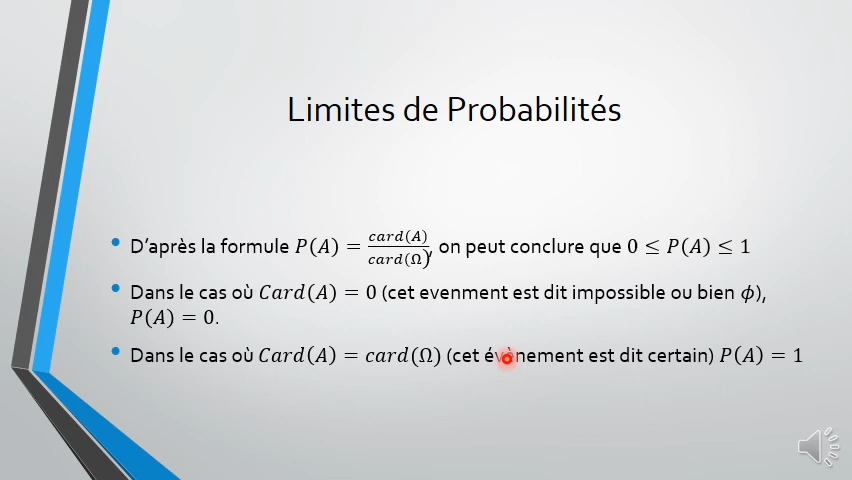 Limites de Probabilités
• D'après la formule P(A) = card(A)/card(Ω), on peut conclure que 0 ≤ P(A) ≤ 1
• Dans le cas où Card(A) = 0 (cet evenment est dit impossible ou bien ϕ),
P(A) = 0.
• Dans le cas où Card(A) = card(Ω) (cet évènement est dit certain) P(A) = 1